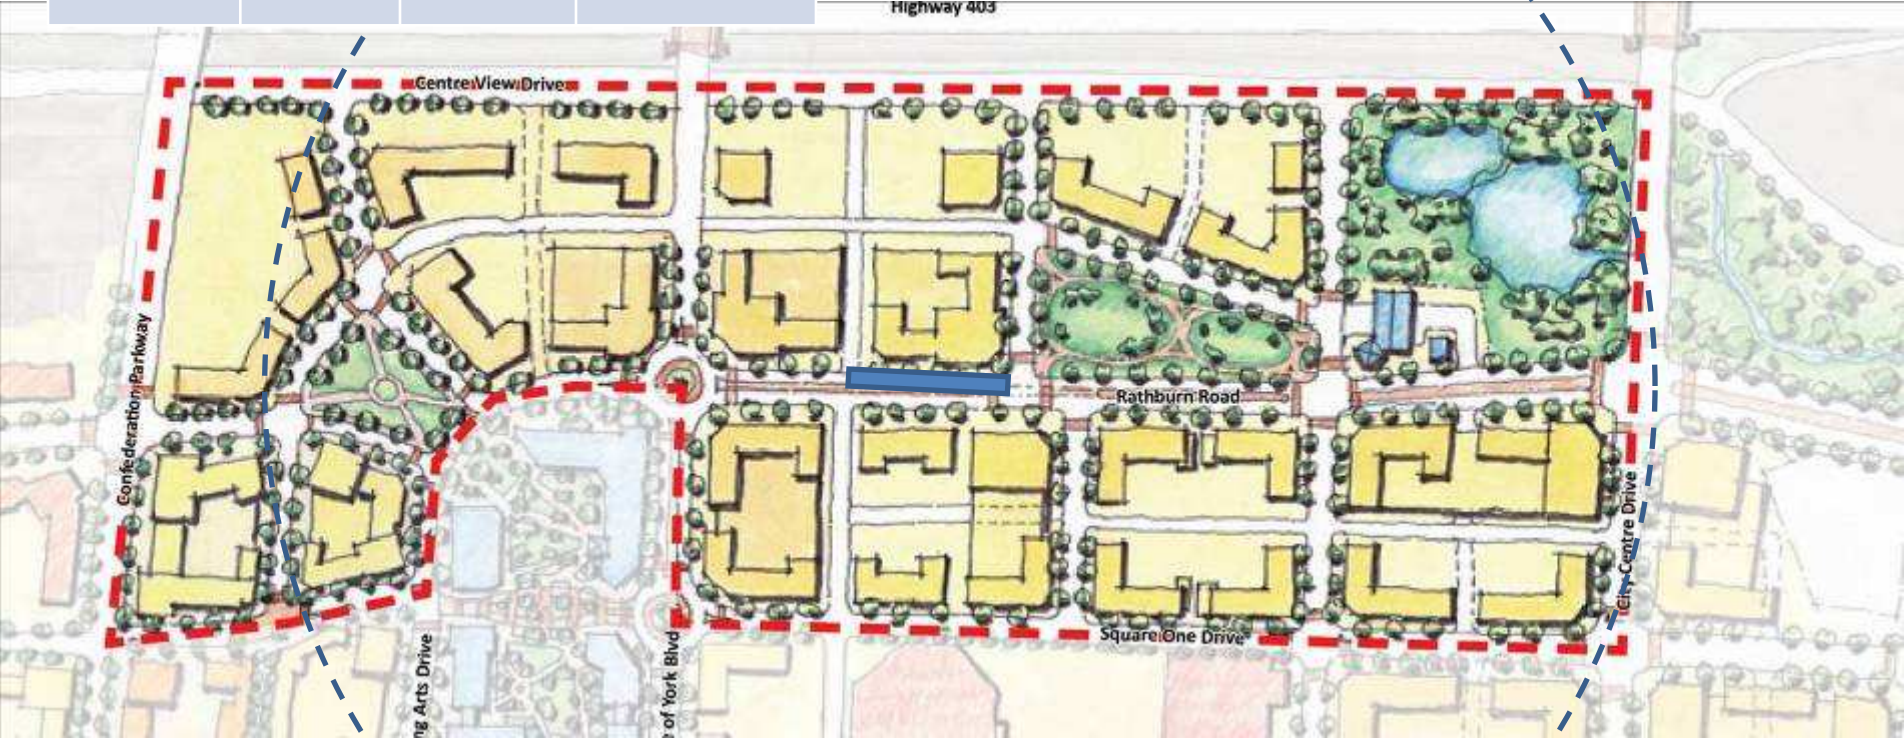 Highway 403
Centre View Drive
Confederation Parkway
Rathburn Road
City Centre Drive
Square One Drive
ng Arts Drive
e of York Blvd